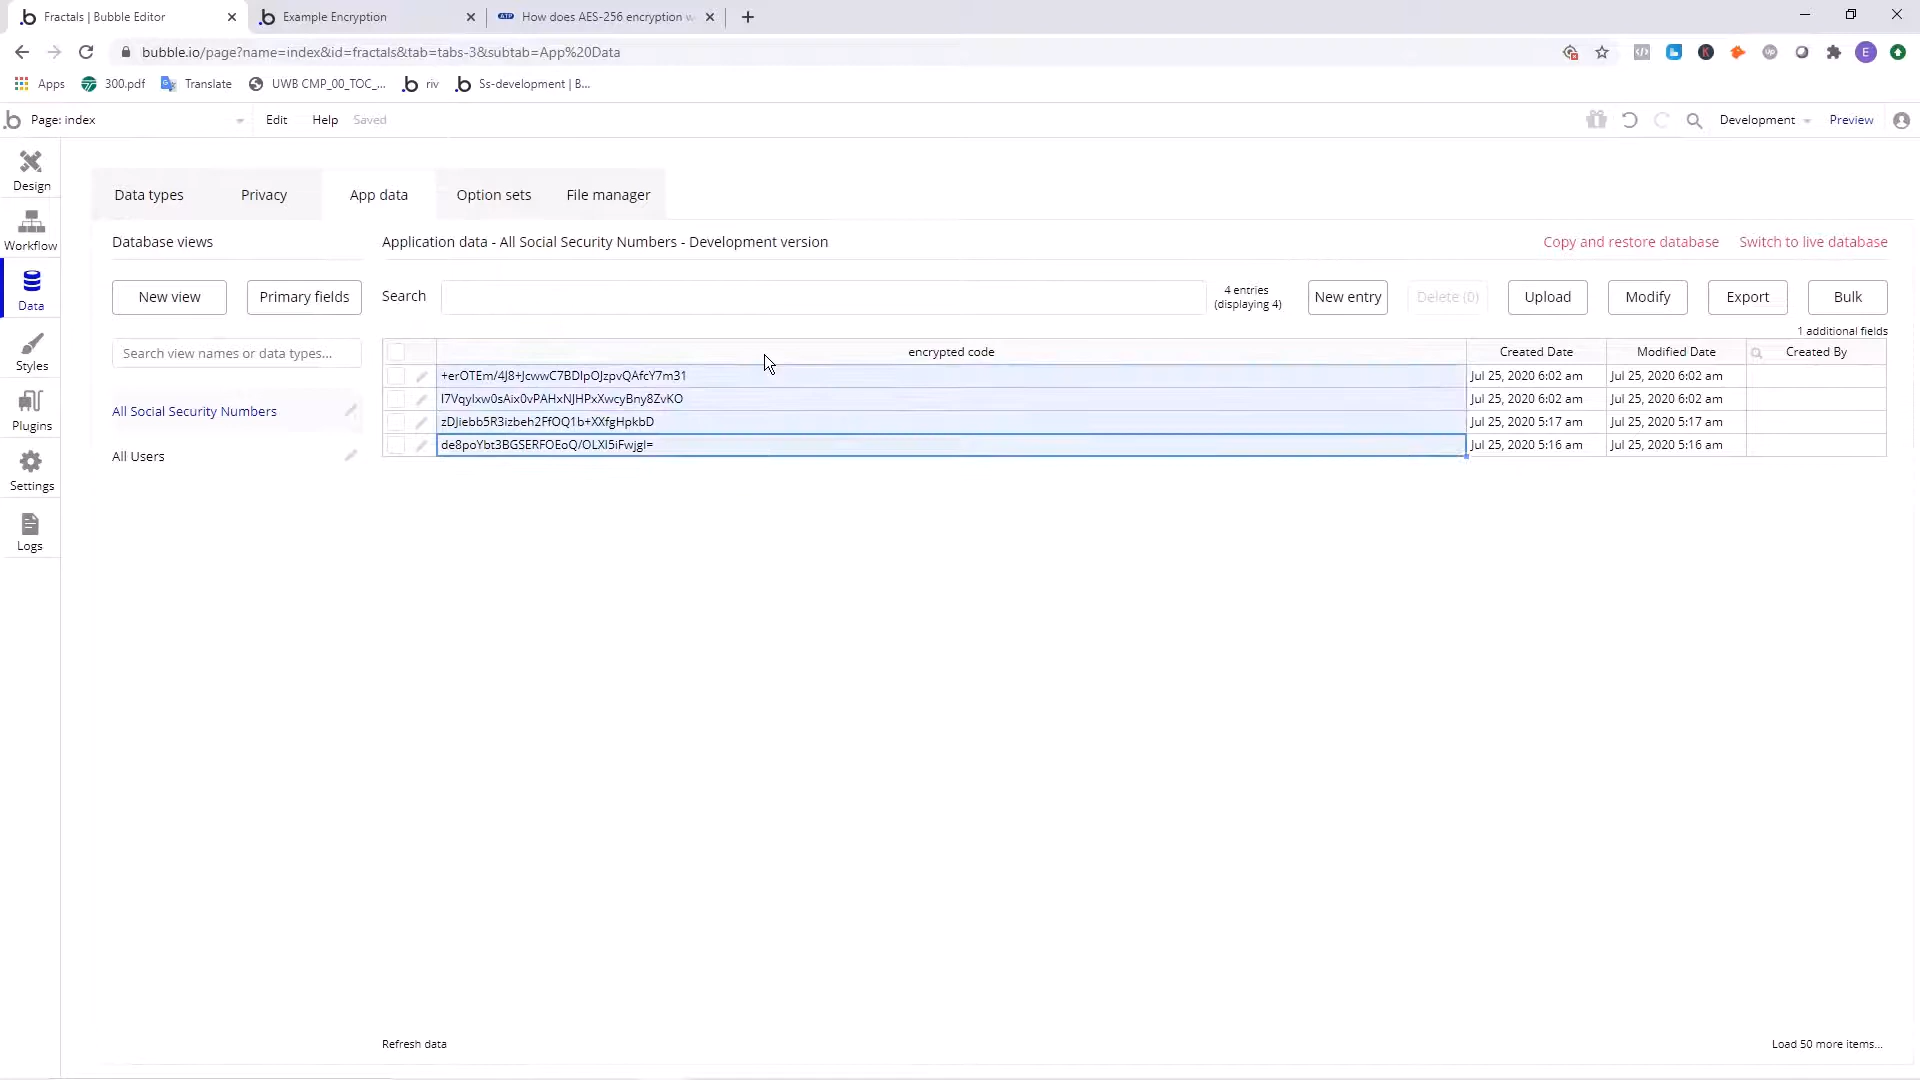 Fractals | Bubble Editor
Example Encryption
How does AES-256 encryption w
bubble.io/page?name=index&id=fractals&tab=tabs-3&subtab=App%20Data
Apps 300.pdf Translate UWB CMP_00_TOC_... riv Ss-development | B...
Page: index Edit Help Saved Development Preview
Design
Workflow
Data
Styles
Plugins
Settings
Logs
Data types Privacy App data Option sets File manager
Database views
New view Primary fields
Search view names or data types...
All Social Security Numbers
All Users
Application data - All Social Security Numbers - Development version
Copy and restore database Switch to live database
Search
4 entries
(displaying 4)
New entry Delete (0) Upload Modify Export Bulk
1 additional fields
encrypted code Created Date Modified Date Created By
+erOTEm/4J8+JcwwC7BDlpOJzpvQAfcY7m31 Jul 25, 2020 6:02 am Jul 25, 2020 6:02 am
I7Vqylxw0sAix0vPAHxNJHPxXwcyBny8ZvKO Jul 25, 2020 6:02 am Jul 25, 2020 6:02 am
zDJiebb5R3izbeh2FfOQ1b+XXfgHpkbD Jul 25, 2020 5:17 am Jul 25, 2020 5:17 am
de8poYbt3BGSERFOEoQ/OLXI5iFwjgI= Jul 25, 2020 5:16 am Jul 25, 2020 5:16 am
Refresh data
Load 50 more items...